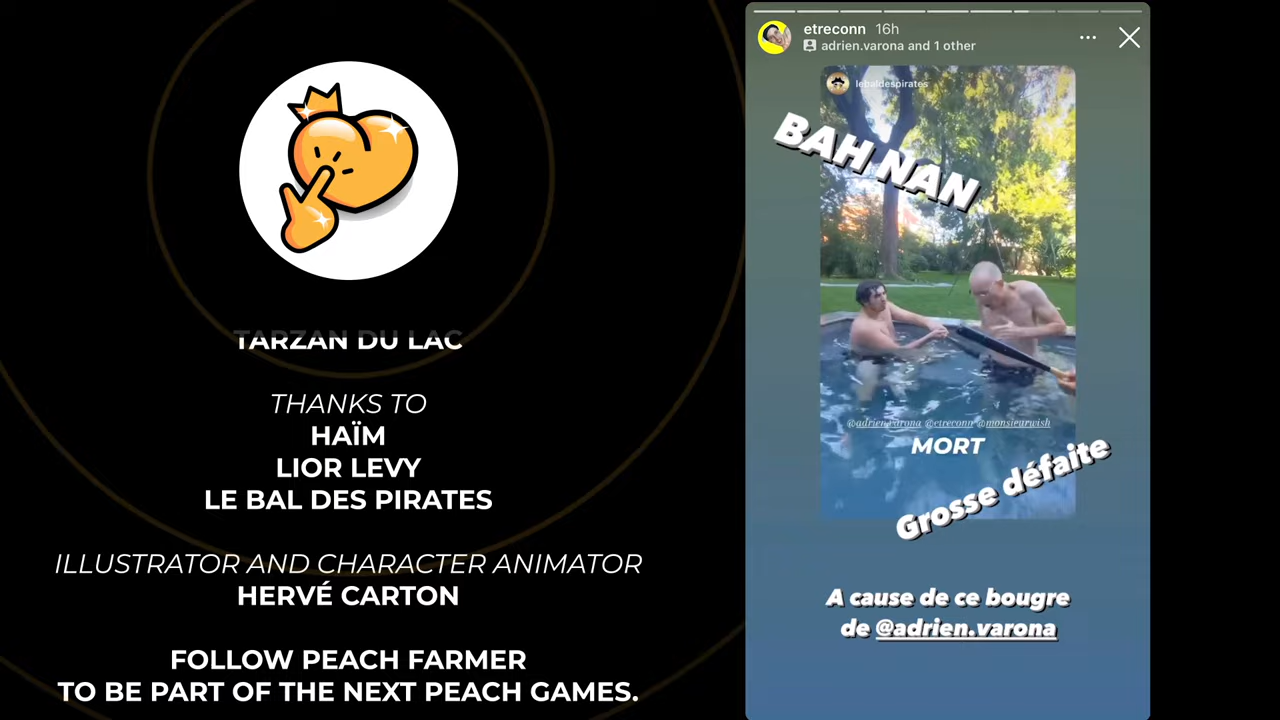 TARZAN DU LAC
THANKS TO
HAÏM
LIOR LEVY
LE BAL DES PIRATES
ILLUSTRATOR AND CHARACTER ANIMATOR
HERVÉ CARTON
FOLLOW PEACH FARMER
TO BE PART OF THE NEXT PEACH GAMES.
etreconn 16h
adrien.varona and 1 other
lebaldespirates
BAH NAN
@adrien.varona @etreconn @monsieurwish
MORT
Grosse défaite
A cause de ce bougre
de @adrien.varona